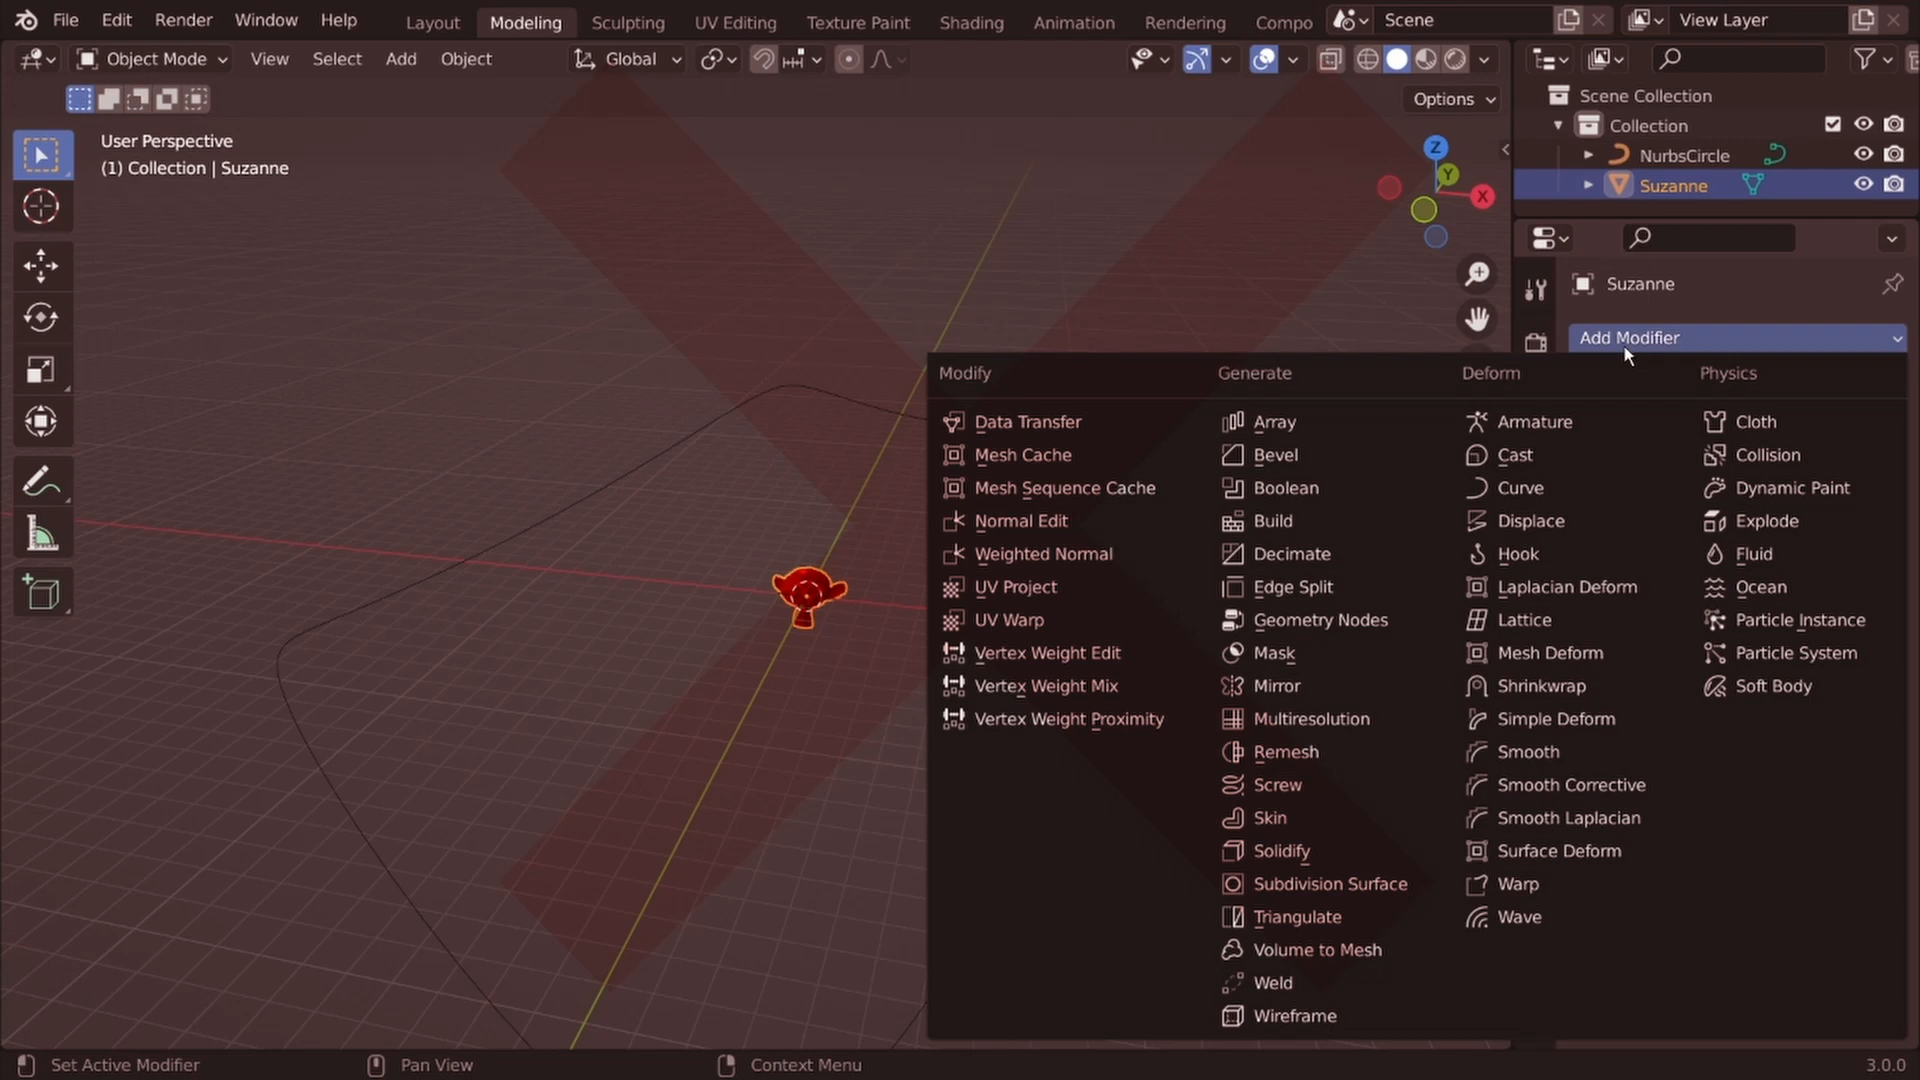 File Edit Render Window Help Layout Modeling Sculpting UV Editing Texture Paint Shading Animation Rendering Compo Scene View Layer
Object Mode View Select Add Object Global
Options
User Perspective
(1) Collection | Suzanne
Z
Y
X
Scene Collection
Collection
NurbsCircle
Suzanne
Suzanne
Add Modifier
Modify Generate Deform Physics
Data Transfer Array Armature Cloth
Mesh Cache Bevel Cast Collision
Mesh Sequence Cache Boolean Curve Dynamic Paint
Normal Edit Build Displace Explode
Weighted Normal Decimate Hook Fluid
UV Project Edge Split Laplacian Deform Ocean
UV Warp Geometry Nodes Lattice Particle Instance
Vertex Weight Edit Mask Mesh Deform Particle System
Vertex Weight Mix Mirror Shrinkwrap Soft Body
Vertex Weight Proximity Multiresolution Simple Deform
Remesh Smooth
Screw Smooth Corrective
Skin Smooth Laplacian
Solidify Surface Deform
Subdivision Surface Warp
Triangulate Wave
Volume to Mesh
Weld
Wireframe
Set Active Modifier Pan View Context Menu 3.0.0